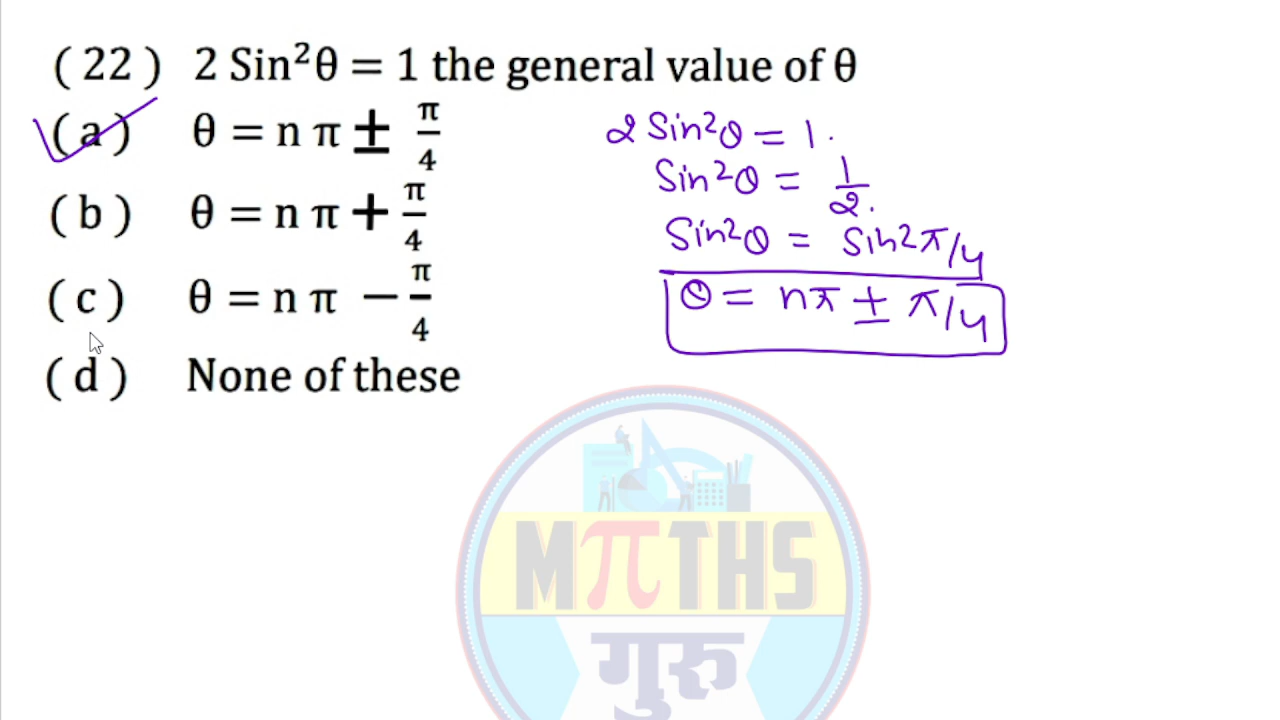 ( 22 ) 2 Sin²θ = 1 the general value of θ
( a ) θ = n π ± π/4
( b ) θ = n π + π/4
( c ) θ = n π − π/4
( d ) None of these
2 Sin²θ = 1.
Sin²θ = 1/2.
Sin²θ = Sin²π/4
θ = nπ ± π/4
MπTHS
गुरु